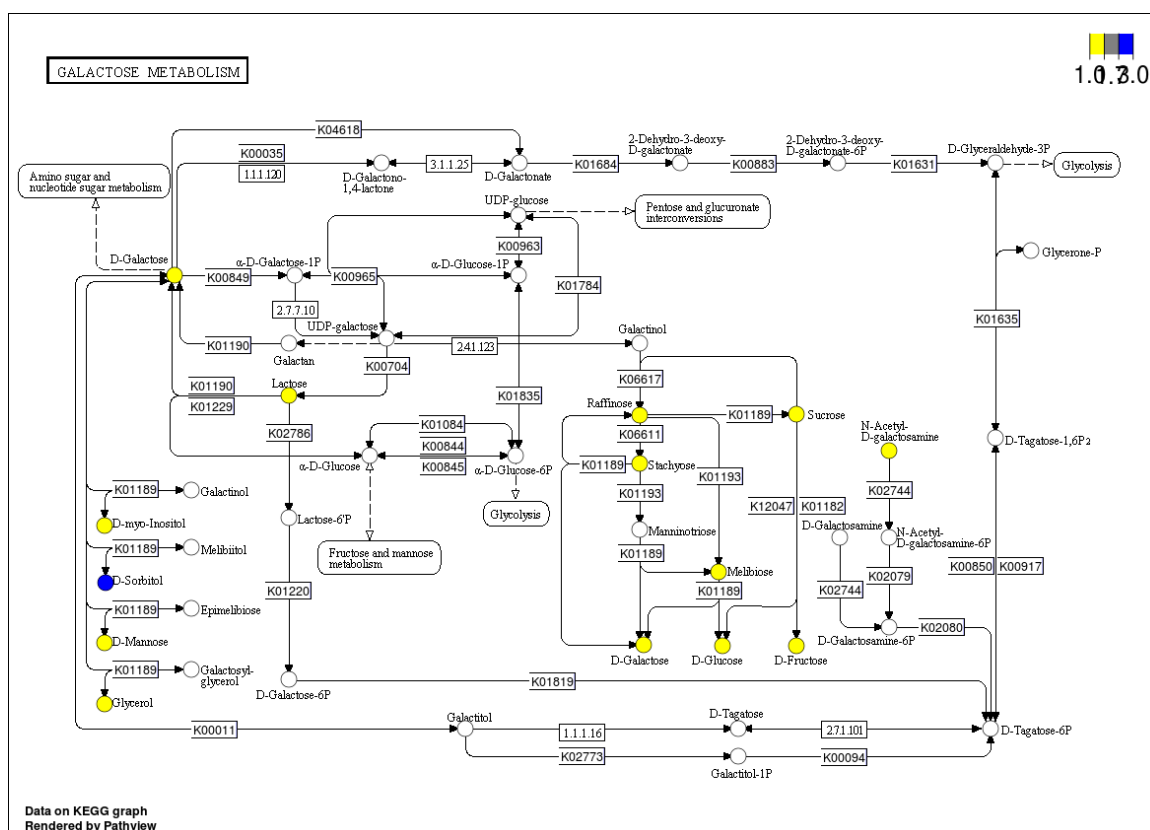 GALACTOSE METABOLISM
1.0
3.0
K04618
Amino sugar and
nucleotide sugar metabolism
K00035
1.1.1.120
D-Galactono-
1,4-lactone
3.1.1.25
D-Galactonate
K01684
2-Dehydro-3-deoxy-
D-galactonate
K00883
2-Dehydro-3-deoxy-
D-galactonate-6P
K01631
D-Glyceraldehyde-3P
Glycolysis
UDP-glucose
Pentose and glucuronate
interconversions
K00963
D-Galactose
K00849
α-D-Galactose-1P
K00965
α-D-Glucose-1P
K01784
Glycerone-P
2.7.7.10
UDP-galactose
K01635
K01190
Galactan
2.4.1.123
Galactinol
K00704
K01190
K01229
Lactose
K01835
K06617
K02786
Raffinose
K01189
Sucrose
K01084
K00844
K00845
α-D-Glucose
α-D-Glucose-6P
K06611
K01189
Stachyose
K01193
K01193
N-Acetyl-
D-galactosamine
D-Tagatose-1,6P2
K01189
Galactinol
D-myo-Inositol
Lactose-6'P
Glycolysis
Fructose and mannose
metabolism
Manninotriose
K01189
K12047
K01182
K02744
D-Galactosamine
N-Acetyl-
D-galactosamine-6P
K01189
Melibiitol
D-Sorbitol
K01220
Melibiose
K01189
K02744
K02079
K00850
K00917
K01189
Epimelibiose
D-Mannose
D-Galactosamine-6P
K02080
K01189
Galactosyl-
glycerol
Glycerol
D-Galactose
D-Glucose
D-Fructose
D-Galactose-6P
K01819
K00011
Galactitol
1.1.1.16
D-Tagatose
2.7.1.101
D-Tagatose-6P
K02773
Galactitol-1P
K00094
Data on KEGG graph
Rendered by Pathview